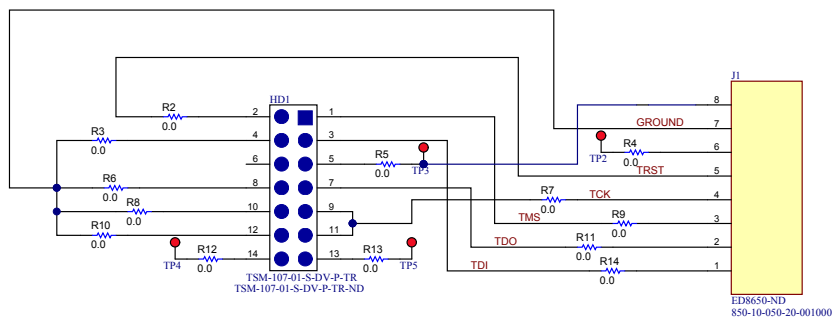 J1
HD1
R2
0.0
2
1
8
GROUND
7
R3
0.0
4
3
TP2
R4
0.0
6
6
5
R5
0.0
TP3
TRST
5
R6
0.0
8
7
R7
0.0
TCK
4
R8
0.0
10
9
TMS
R9
0.0
3
R10
0.0
12
11
TDO
R11
0.0
2
TP4
R12
0.0
14
13
R13
0.0
TP5
TDI
R14
0.0
1
TSM-107-01-S-DV-P-TR
TSM-107-01-S-DV-P-TR-ND
ED8650-ND
850-10-050-20-001000